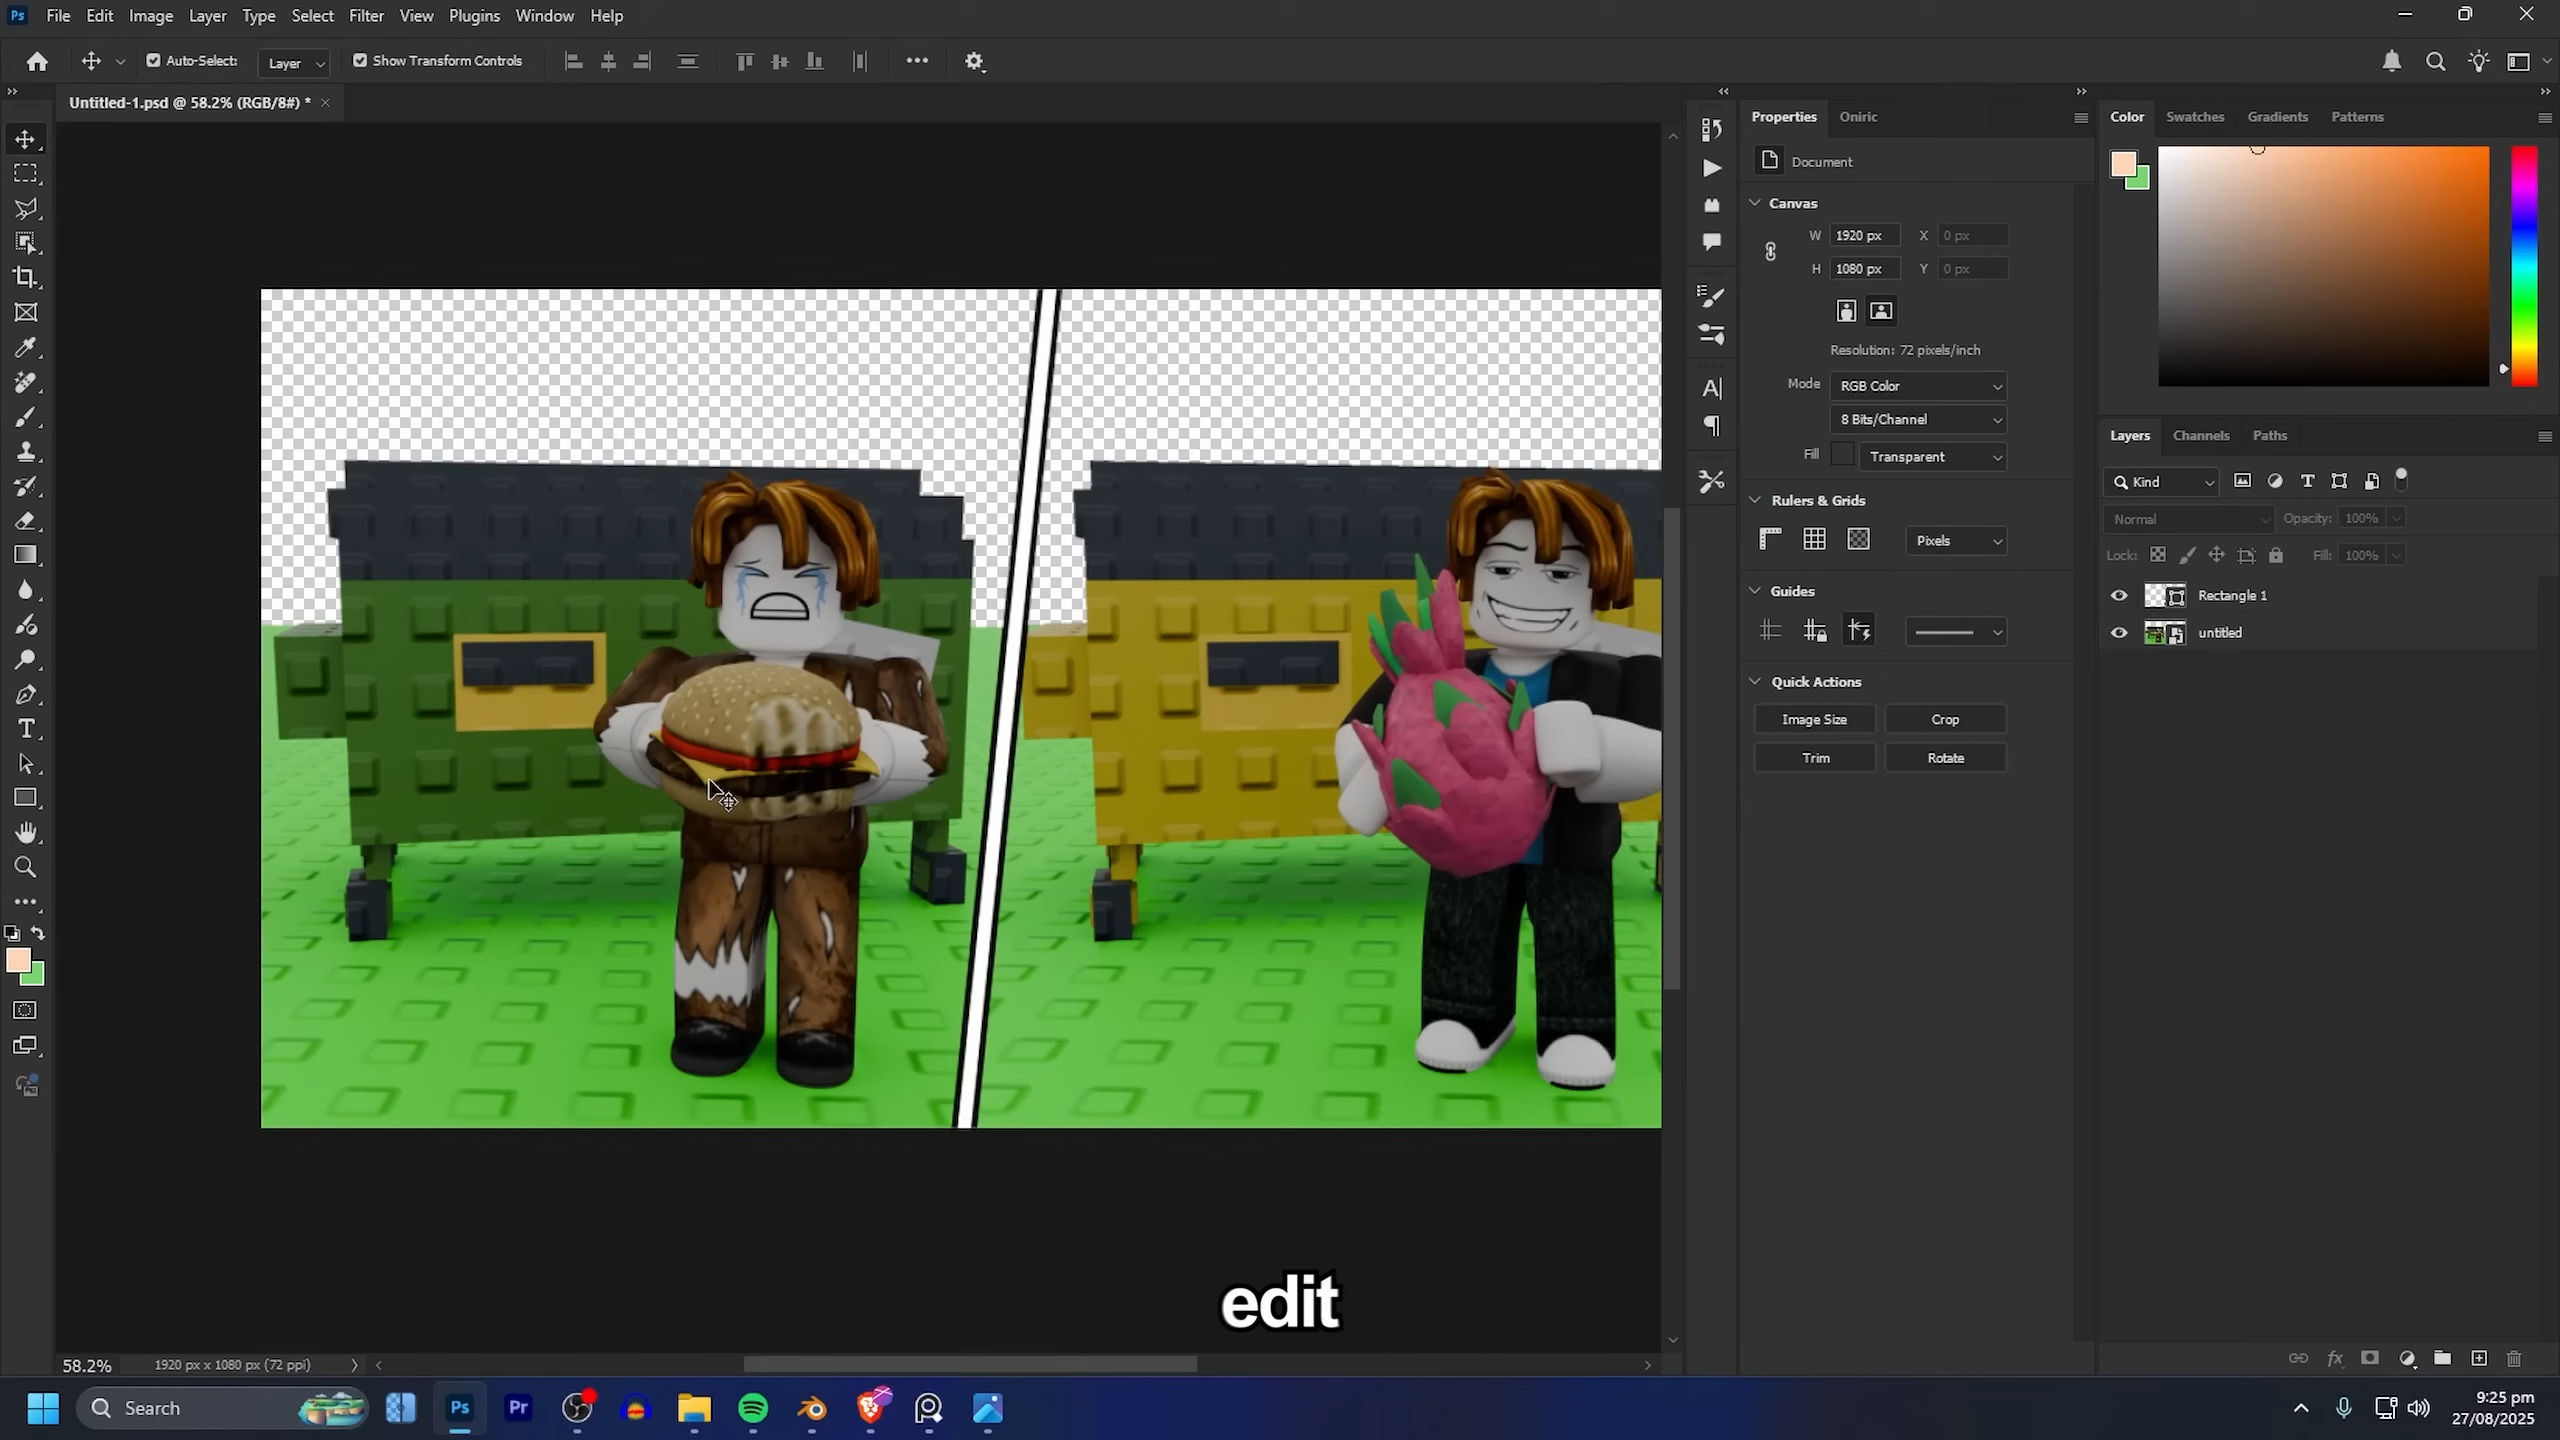 Ps File Edit Image Layer Type Select Filter View Plugins Window Help
Auto-Select: Layer Show Transform Controls
Untitled-1.psd @ 58.2% (RGB/8#) *
Properties Oniric
Document
Canvas
W 1920 px X 0 px
H 1080 px Y 0 px
Resolution: 72 pixels/inch
Mode RGB Color
8 Bits/Channel
Fill Transparent
Rulers & Grids
Pixels
Guides
Quick Actions
Image Size Crop
Trim Rotate
Color Swatches Gradients Patterns
Layers Channels Paths
Kind
Normal Opacity: 100%
Lock: Fill: 100%
Rectangle 1
untitled
edit
58.2% 1920 px x 1080 px (72 ppi)
Search Ps Pr
9:25 pm
27/08/2025